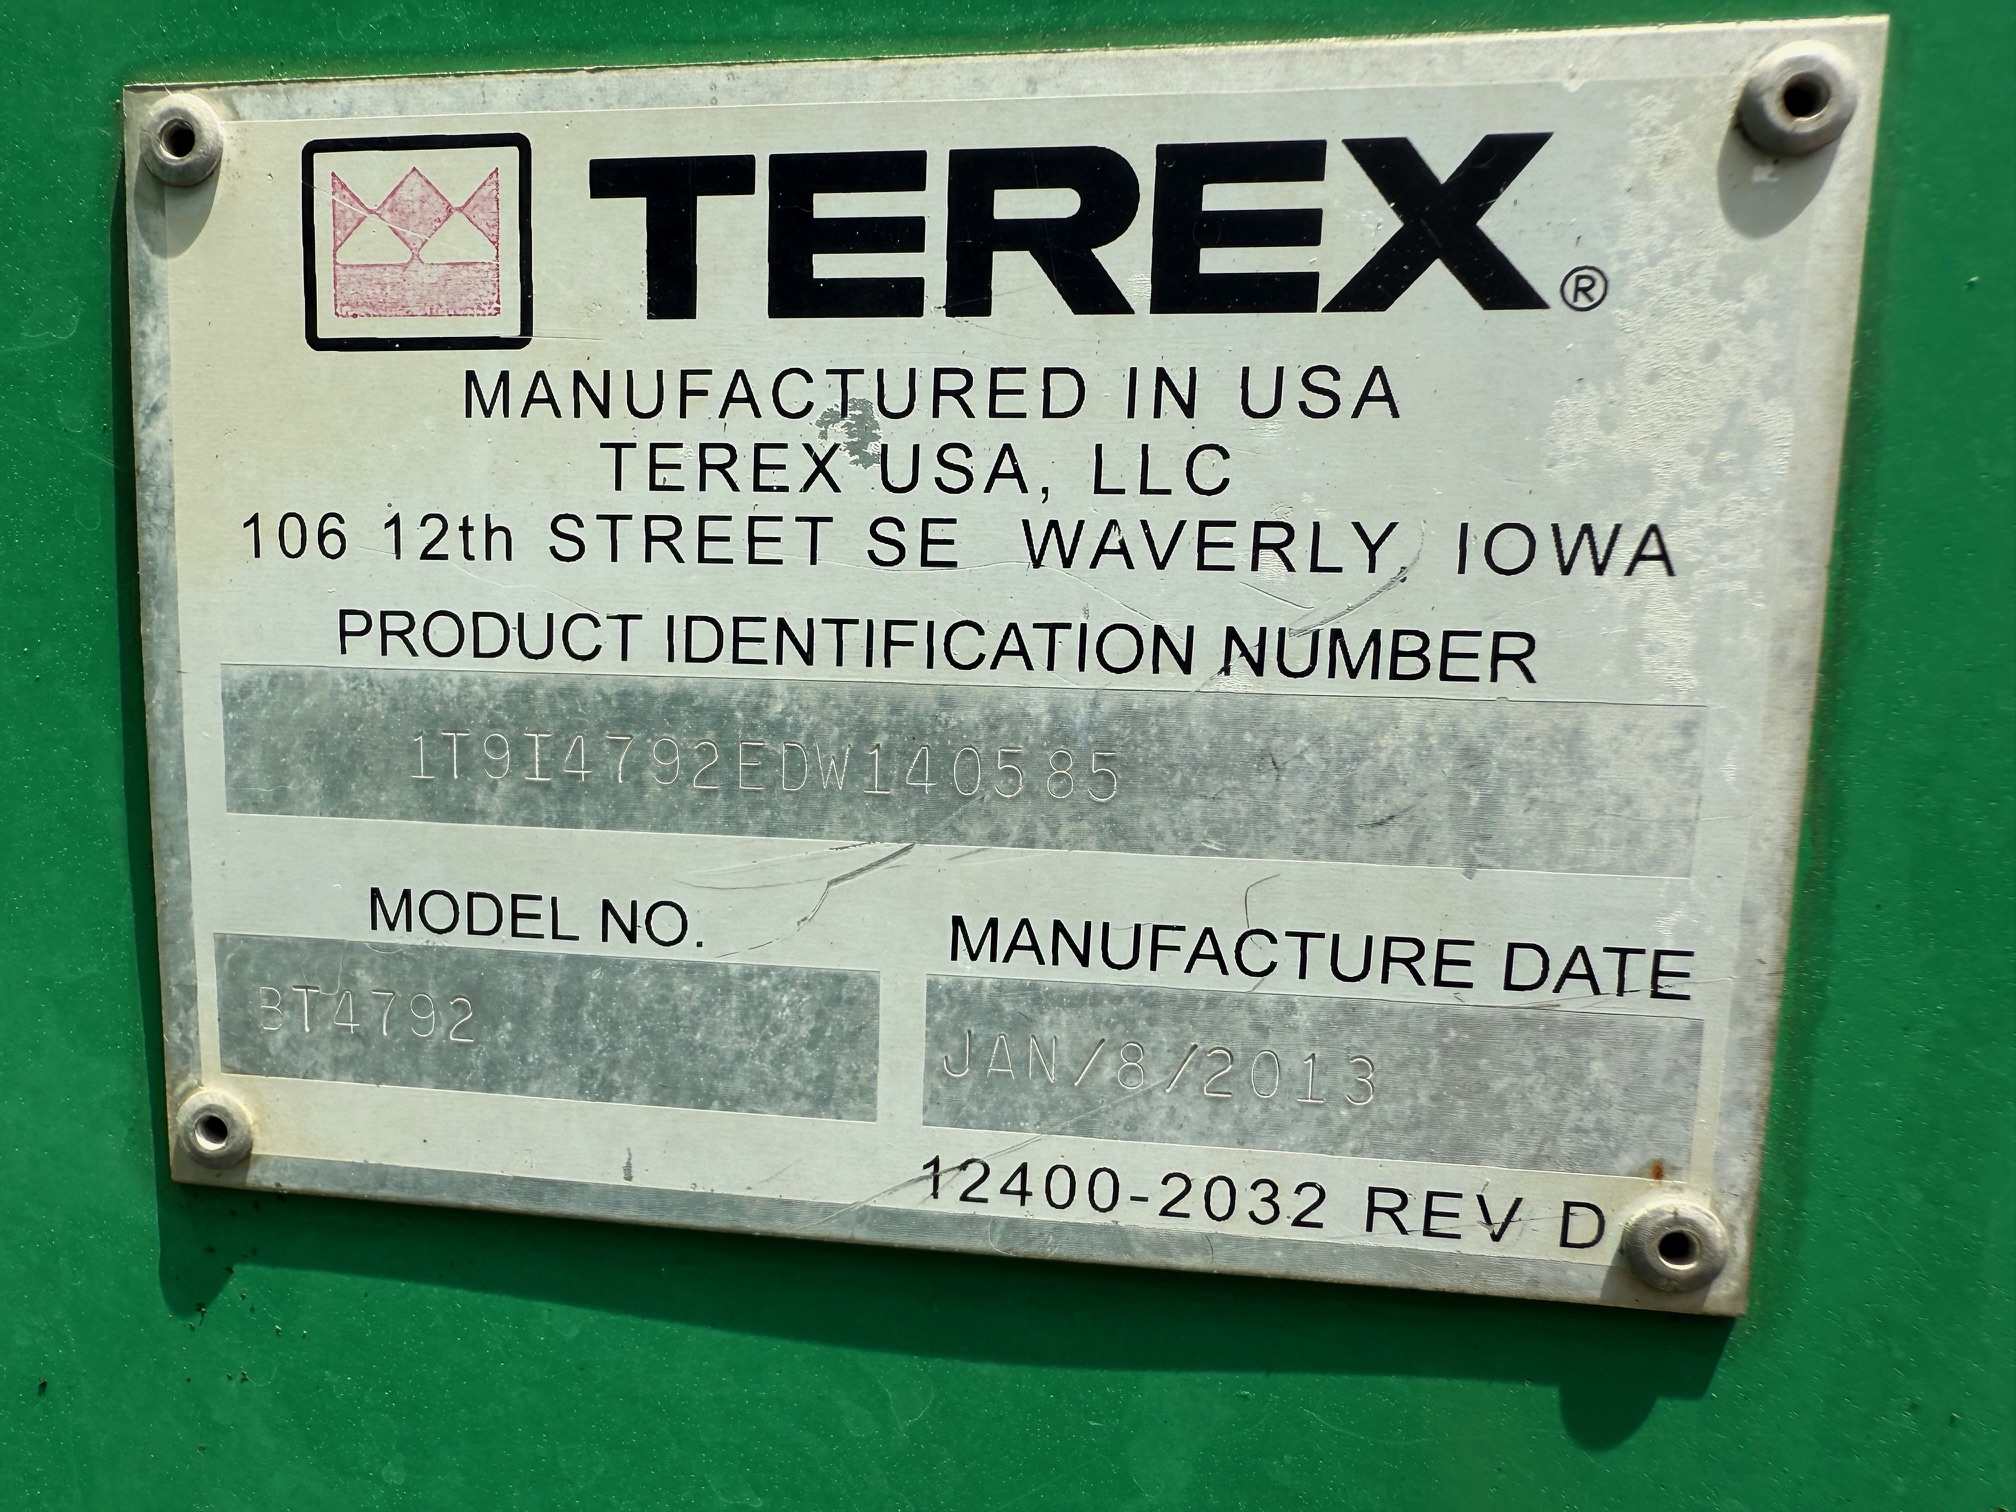 TEREX®
MANUFACTURED IN USA
TEREX USA, LLC
106 12th STREET SE WAVERLY, IOWA
PRODUCT IDENTIFICATION NUMBER
1T9I4792EDW140585
MODEL NO.
BT4792
MANUFACTURE DATE
JAN/8/2013
12400-2032 REV D